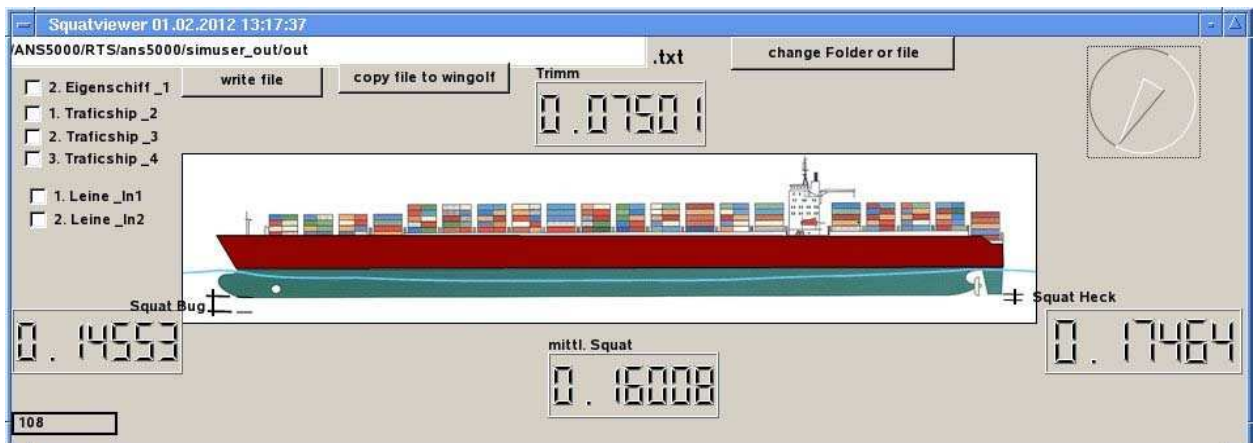 Squatviewer 01.02.2012 13:17:37
/ANS5000/RTS/ans5000/simuser_out/out
.txt
change Folder or file
write file
copy file to wingolf
Trimm
0.07501
2. Eigenschiff _1
1. Traficship _2
2. Traficship _3
3. Traficship _4
1. Leine _ln1
2. Leine _ln2
Squat Bug
0.14553
Squat Heck
0.17464
mittl. Squat
0.16008
108